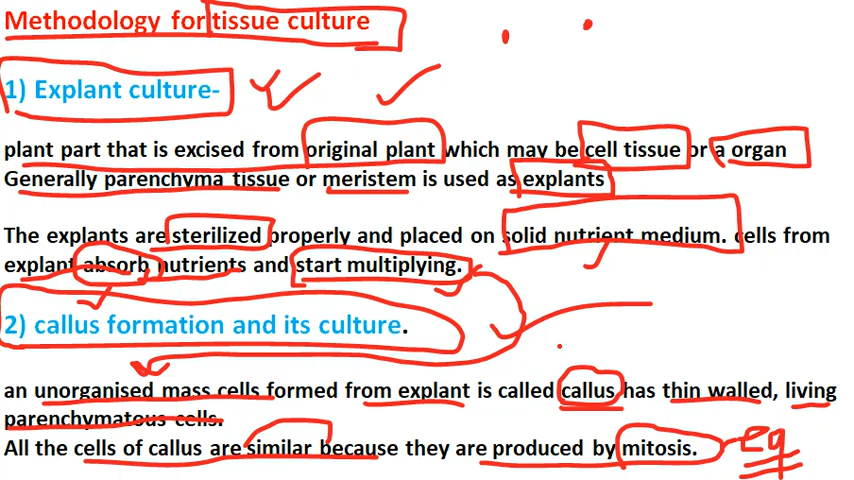 Methodology for tissue culture
1) Explant culture-
plant part that is excised from original plant which may be cell tissue or a organ
Generally parenchyma tissue or meristem is used as explants
The explants are sterilized properly and placed on solid nutrient medium. cells from
explant absorb nutrients and start multiplying.
2) callus formation and its culture.
an unorganised mass cells formed from explant is called callus has thin walled, living
parenchymatous cells.
All the cells of callus are similar because they are produced by mitosis.
eq